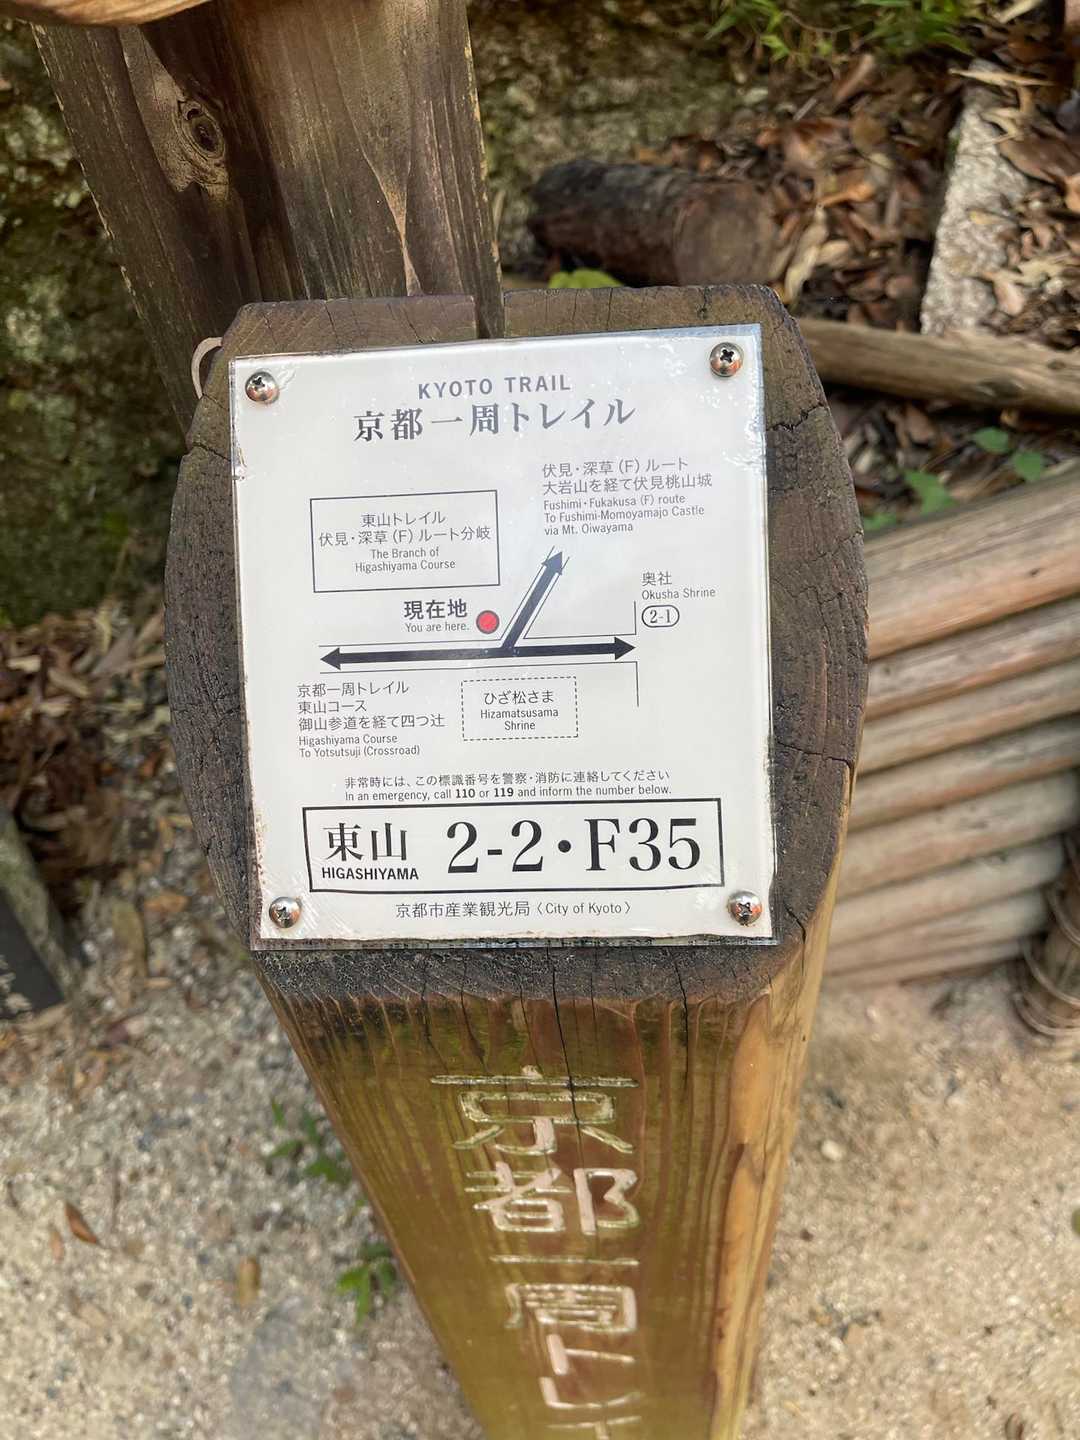 KYOTO TRAIL
京都一周トレイル
伏見・深草（F）ルート
大岩山を経て伏見桃山城
Fushimi・Fukakusa (F) route
To Fushimi-Momoyamajo Castle
via Mt. Oiwayama
東山トレイル
伏見・深草（F）ルート分岐
The Branch of
Higashiyama Course
奥社
Okusha Shrine
2-1
現在地
You are here.
京都一周トレイル
東山コース
御山参道を経て四つ辻
Higashiyama Course
To Yotsutsuji (Crossroad)
ひざ松さま
Hizamatsusama
Shrine
非常時には、この標識番号を警察・消防に連絡してください
In an emergency, call 110 or 119 and inform the number below.
東山 2-2・F35
HIGASHIYAMA
京都市産業観光局〈City of Kyoto〉
京都一周トレ